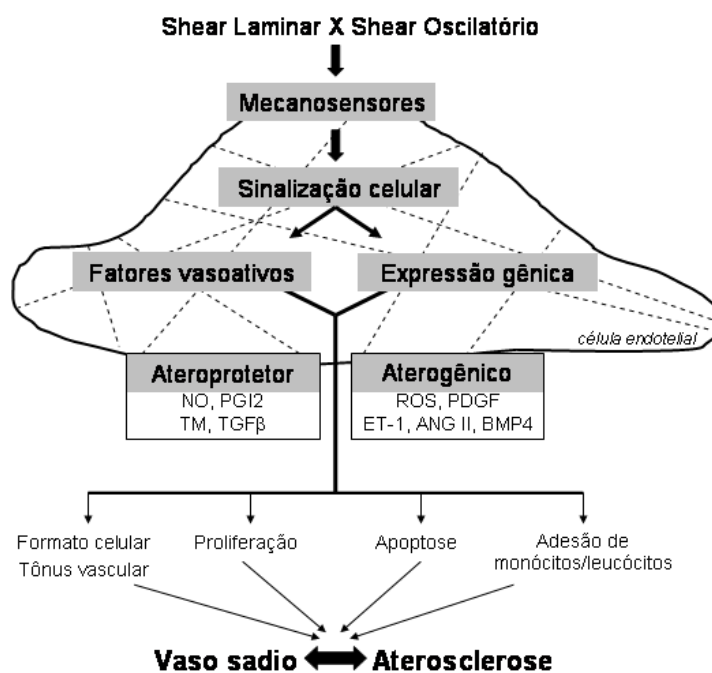 Shear Laminar X Shear Oscilatório
Mecanosensores
Sinalização celular
Fatores vasoativos
Expressão gênica
célula endotelial
Ateroprotetor
NO, PGI2
TM, TGFβ
Aterogênico
ROS, PDGF
ET-1, ANG II, BMP4
Formato celular
Tônus vascular
Proliferação
Apoptose
Adesão de
monócitos/leucócitos
Vaso sadio
Aterosclerose